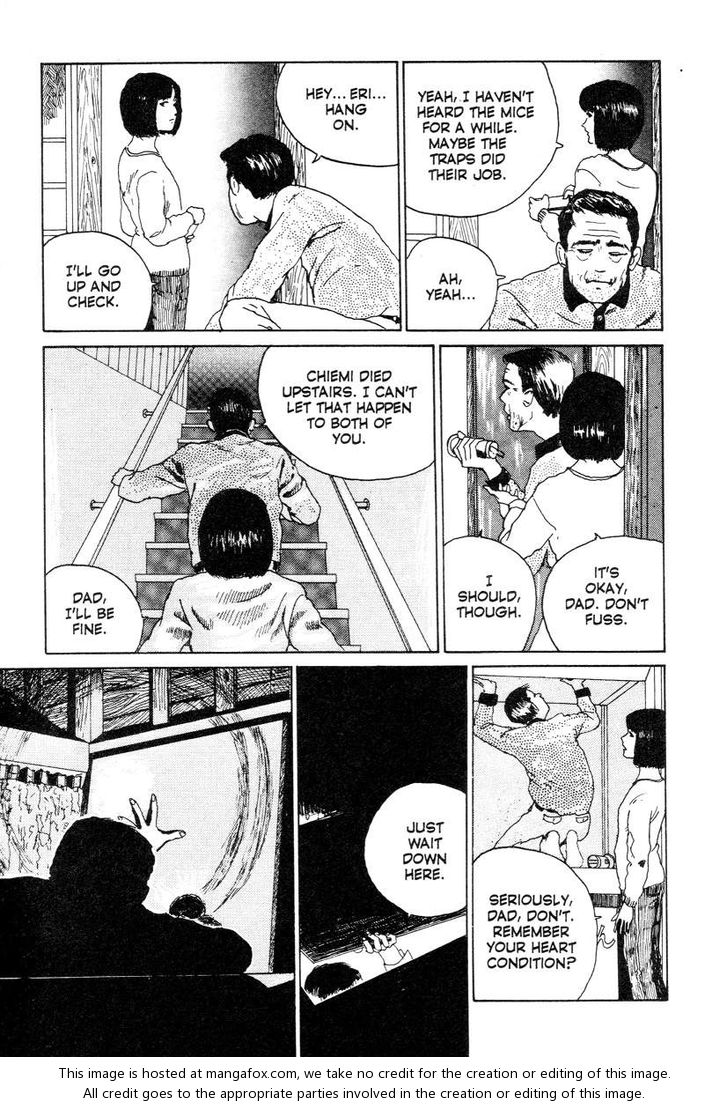 YEAH, I HAVEN'T
HEARD THE MICE
FOR A WHILE.
MAYBE THE
TRAPS DID
THEIR JOB.
AH,
YEAH...
HEY... ERI...
HANG
ON.
I'LL GO
UP AND
CHECK.
IT'S
OKAY,
DAD. DON'T
FUSS.
I
SHOULD,
THOUGH.
CHIEMI DIED
UPSTAIRS. I CAN'T
LET THAT HAPPEN
TO BOTH OF
YOU.
DAD,
I'LL BE
FINE.
SERIOUSLY,
DAD, DON'T.
REMEMBER
YOUR HEART
CONDITION?
JUST
WAIT
DOWN
HERE.
This image is hosted at mangafox.com, we take no credit for the creation or editing of this image.
All credit goes to the appropriate parties involved in the creation or editing of this image.